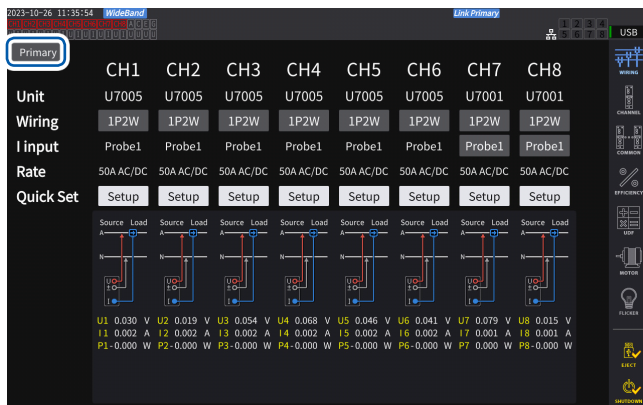 2023-10-26 11:35:54 WideBand Link Primary
1 2 3 4
5 6 7 8
USB
Primary
CH1 CH2 CH3 CH4 CH5 CH6 CH7 CH8
Unit U7005 U7005 U7005 U7005 U7005 U7005 U7001 U7001
Wiring 1P2W 1P2W 1P2W 1P2W 1P2W 1P2W 1P2W 1P2W
I input Probe1 Probe1 Probe1 Probe1 Probe1 Probe1 Probe1 Probe1
Rate 50A AC/DC 50A AC/DC 50A AC/DC 50A AC/DC 50A AC/DC 50A AC/DC 50A AC/DC 50A AC/DC
Quick Set Setup Setup Setup Setup Setup Setup Setup Setup
Source Load Source Load Source Load Source Load Source Load Source Load Source Load Source Load
A A A A A A A A
N N N N N N N N
U U U U U U U U
± ± ± ± ± ± ± ±
I I I I I I I I
U1 0.030 V U2 0.019 V U3 0.054 V U4 0.068 V U5 0.046 V U6 0.041 V U7 0.079 V U8 0.015 V
I1 0.002 A I2 0.002 A I3 0.002 A I4 0.002 A I5 0.002 A I6 0.002 A I7 0.001 A I8 0.001 A
P1-0.000 W P2-0.000 W P3-0.000 W P4-0.000 W P5-0.000 W P6-0.000 W P7 0.000 W P8-0.000 W
WIRING
CHANNEL
COMMON
EFFICIENCY
UDF
MOTOR
FLICKER
EJECT
SHUTDOWN